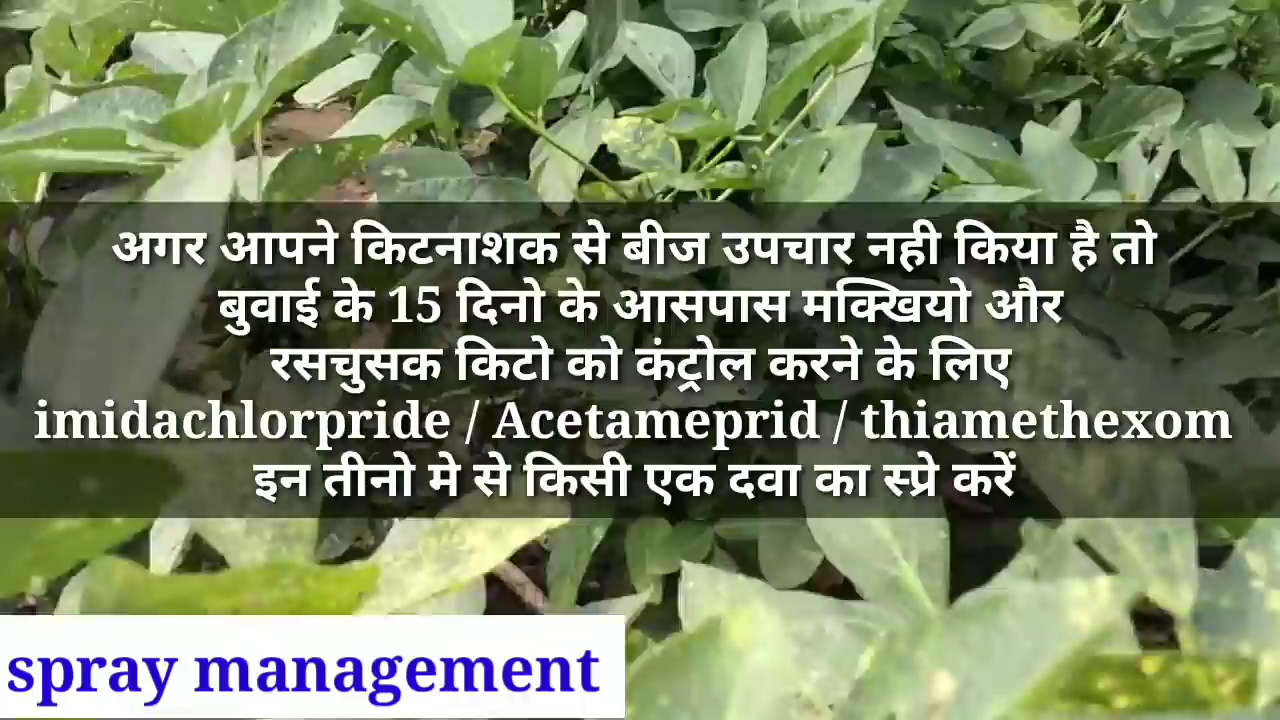 अगर आपने किटनाशक से बीज उपचार नही किया है तो
बुवाई के 15 दिनो के आसपास मक्खियो और
रसचुसक किटो को कंट्रोल करने के लिए
imidachlorpride / Acetameprid / thiamethexom
इन तीनो मे से किसी एक दवा का स्प्रे करें
spray management